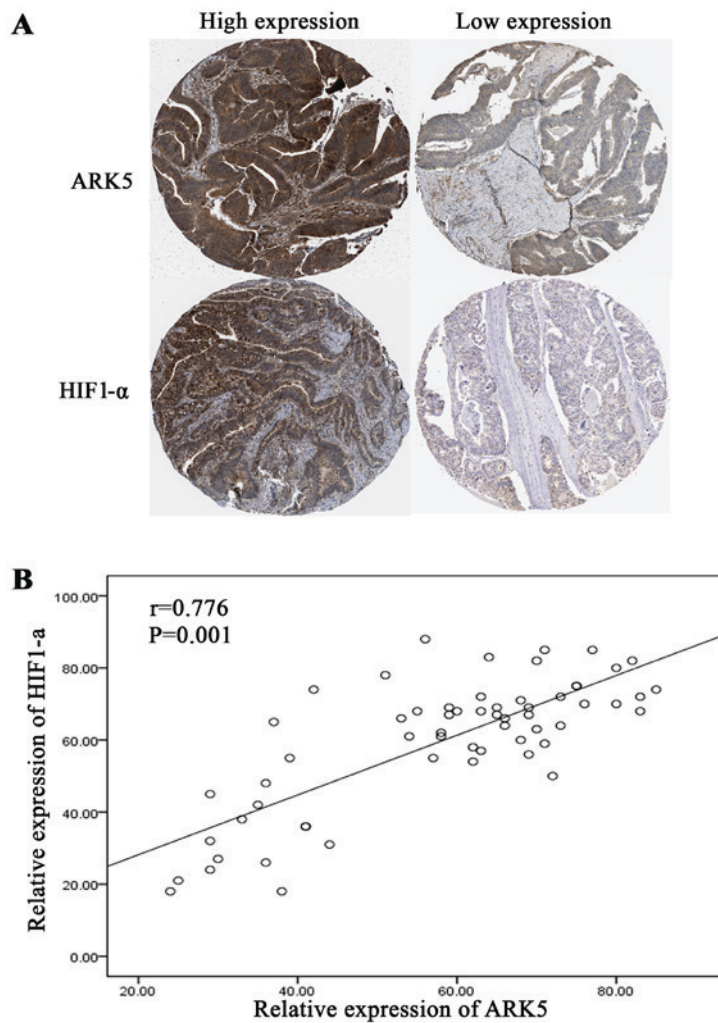 A
High expression
Low expression
ARK5
HIF1-α
B
r=0.776
P=0.001
Relative expression of HIF1-a
100.00
80.00
60.00
40.00
20.00
0.00
20.00
40.00
60.00
80.00
Relative expression of ARK5